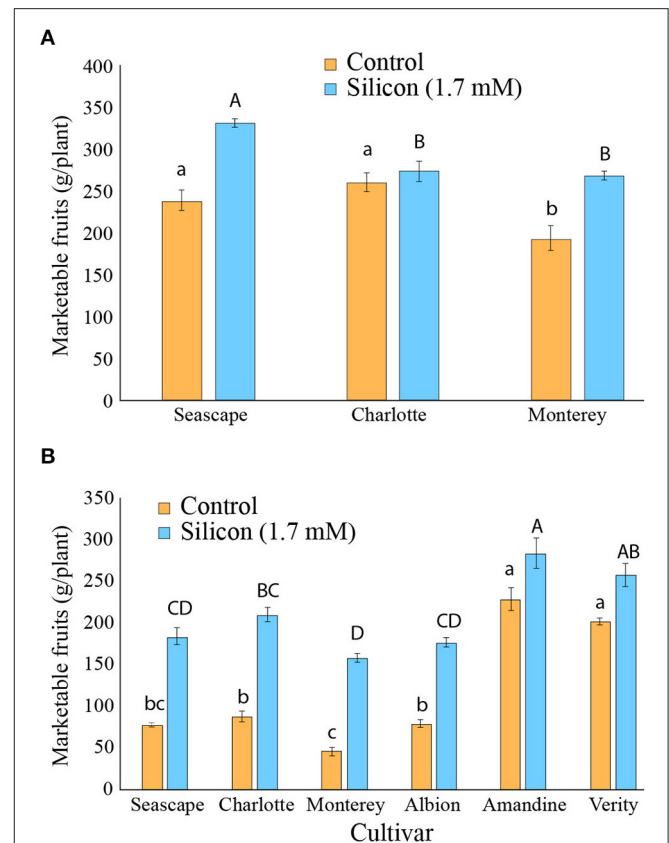 A
Control
Silicon (1.7 mM)
Marketable fruits (g/plant)
400
350
300
250
200
150
100
50
0
a
A
a
B
b
B
Seascape Charlotte Monterey
B
Control
Silicon (1.7 mM)
Marketable fruits (g/plant)
350
300
250
200
150
100
50
0
bc
CD
b
BC
c
D
b
CD
a
A
a
AB
Seascape Charlotte Monterey Albion Amandine Verity
Cultivar